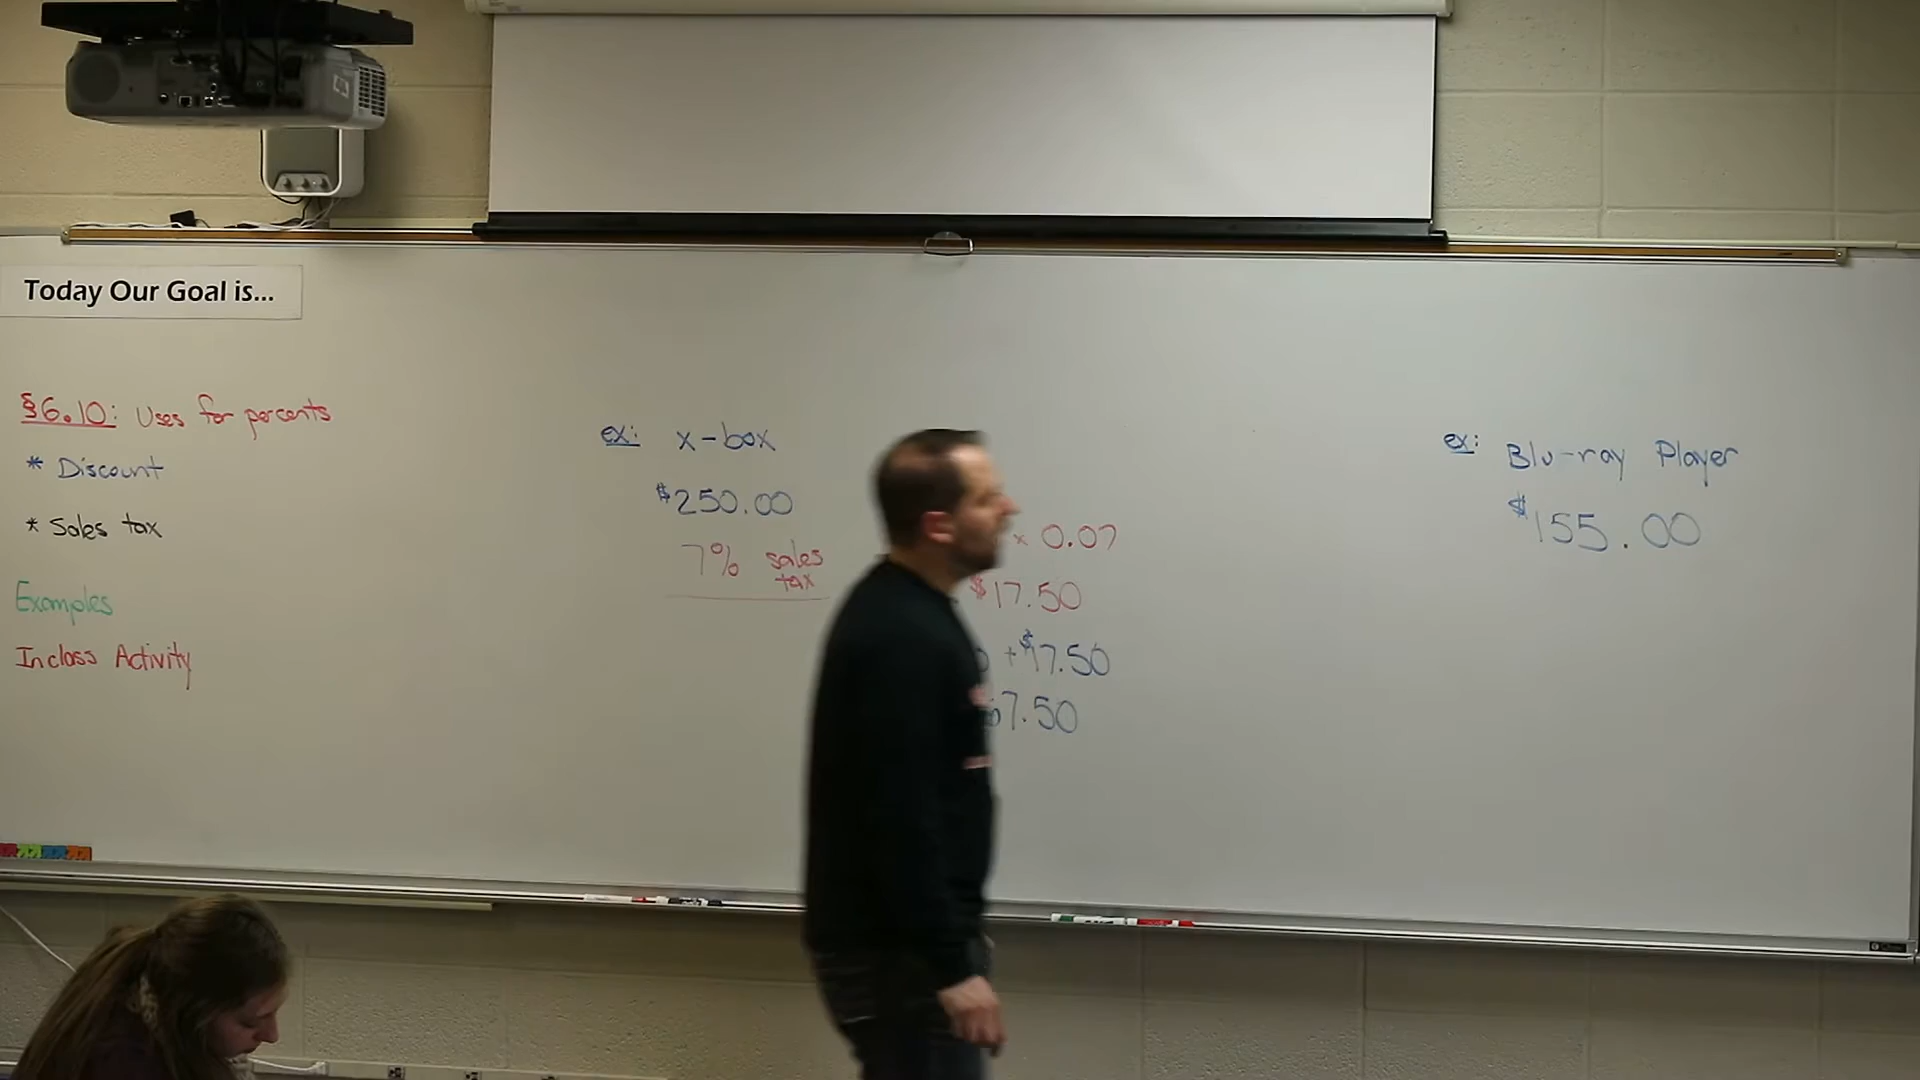 Today Our Goal is...
§6.10: Uses for percents
* Discount
* Sales tax
Examples
Inclass Activity
ex: x-box
$250.00
7% sales tax
x 0.07
$17.50
+ $17.50
67.50
ex: Blu-ray Player
$155.00